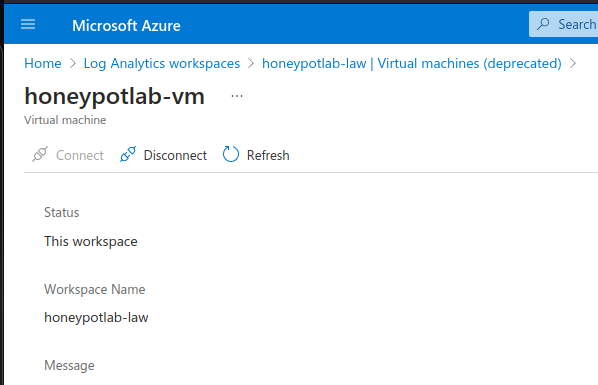 Microsoft Azure
Search
Home > Log Analytics workspaces > honeypotlab-law | Virtual machines (deprecated) >
honeypotlab-vm ...
Virtual machine
Connect Disconnect Refresh
Status
This workspace
Workspace Name
honeypotlab-law
Message